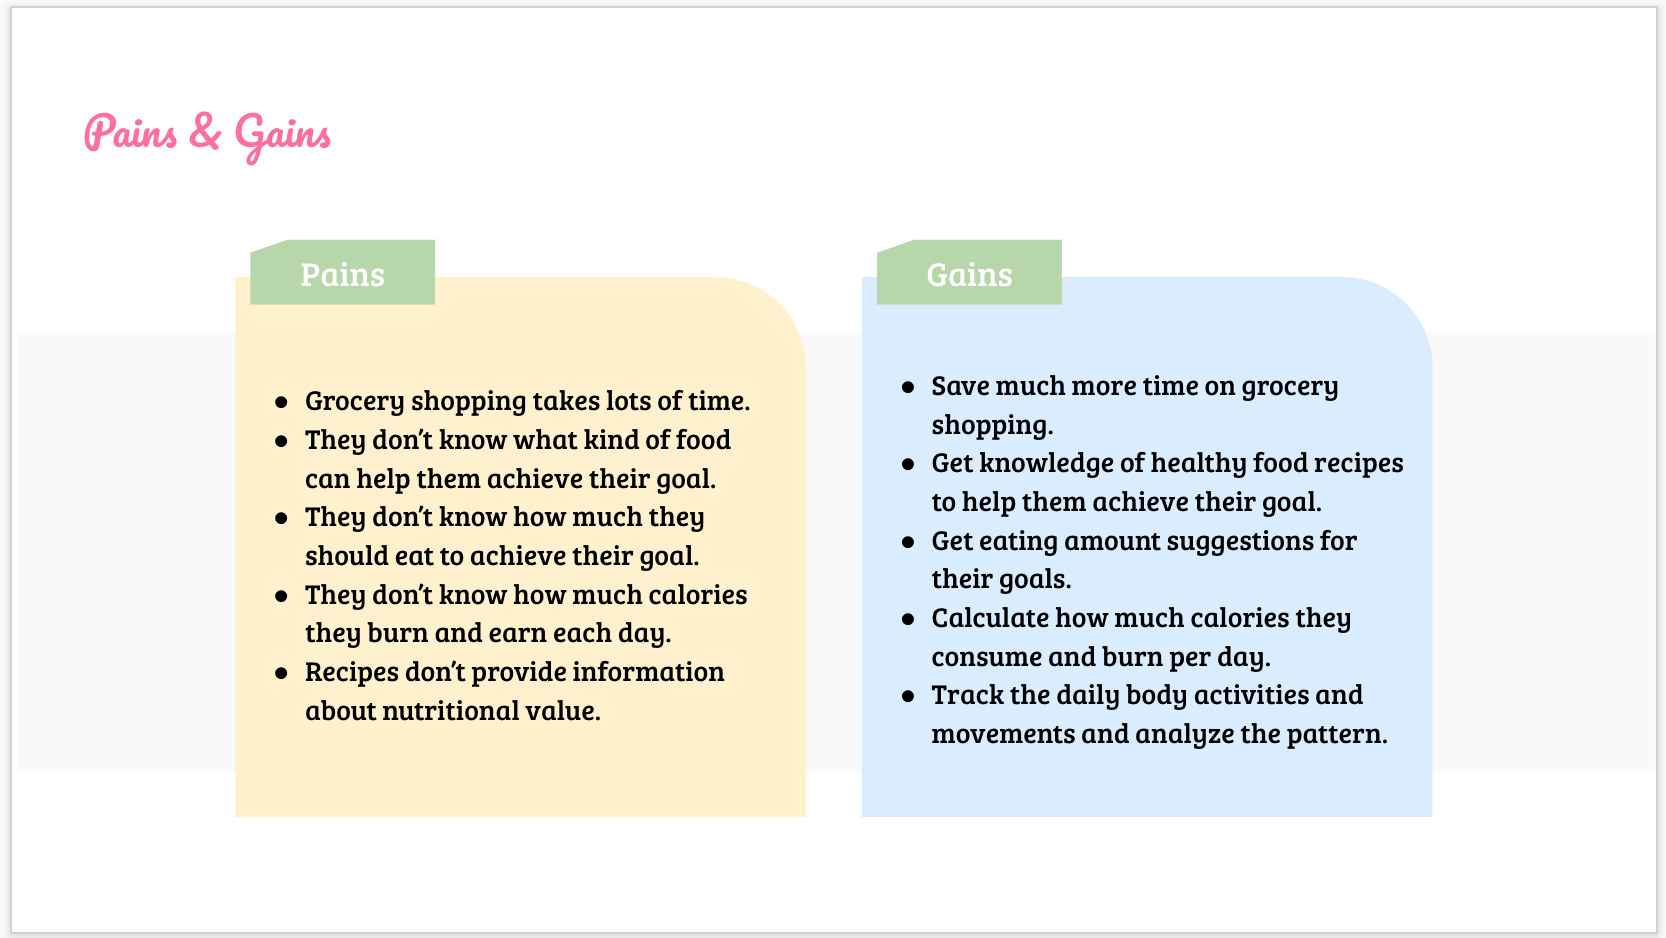 Pains & Gains
Pains
● Grocery shopping takes lots of time.
● They don’t know what kind of food
can help them achieve their goal.
● They don’t know how much they
should eat to achieve their goal.
● They don’t know how much calories
they burn and earn each day.
● Recipes don’t provide information
about nutritional value.
Gains
● Save much more time on grocery
shopping.
● Get knowledge of healthy food recipes
to help them achieve their goal.
● Get eating amount suggestions for
their goals.
● Calculate how much calories they
consume and burn per day.
● Track the daily body activities and
movements and analyze the pattern.